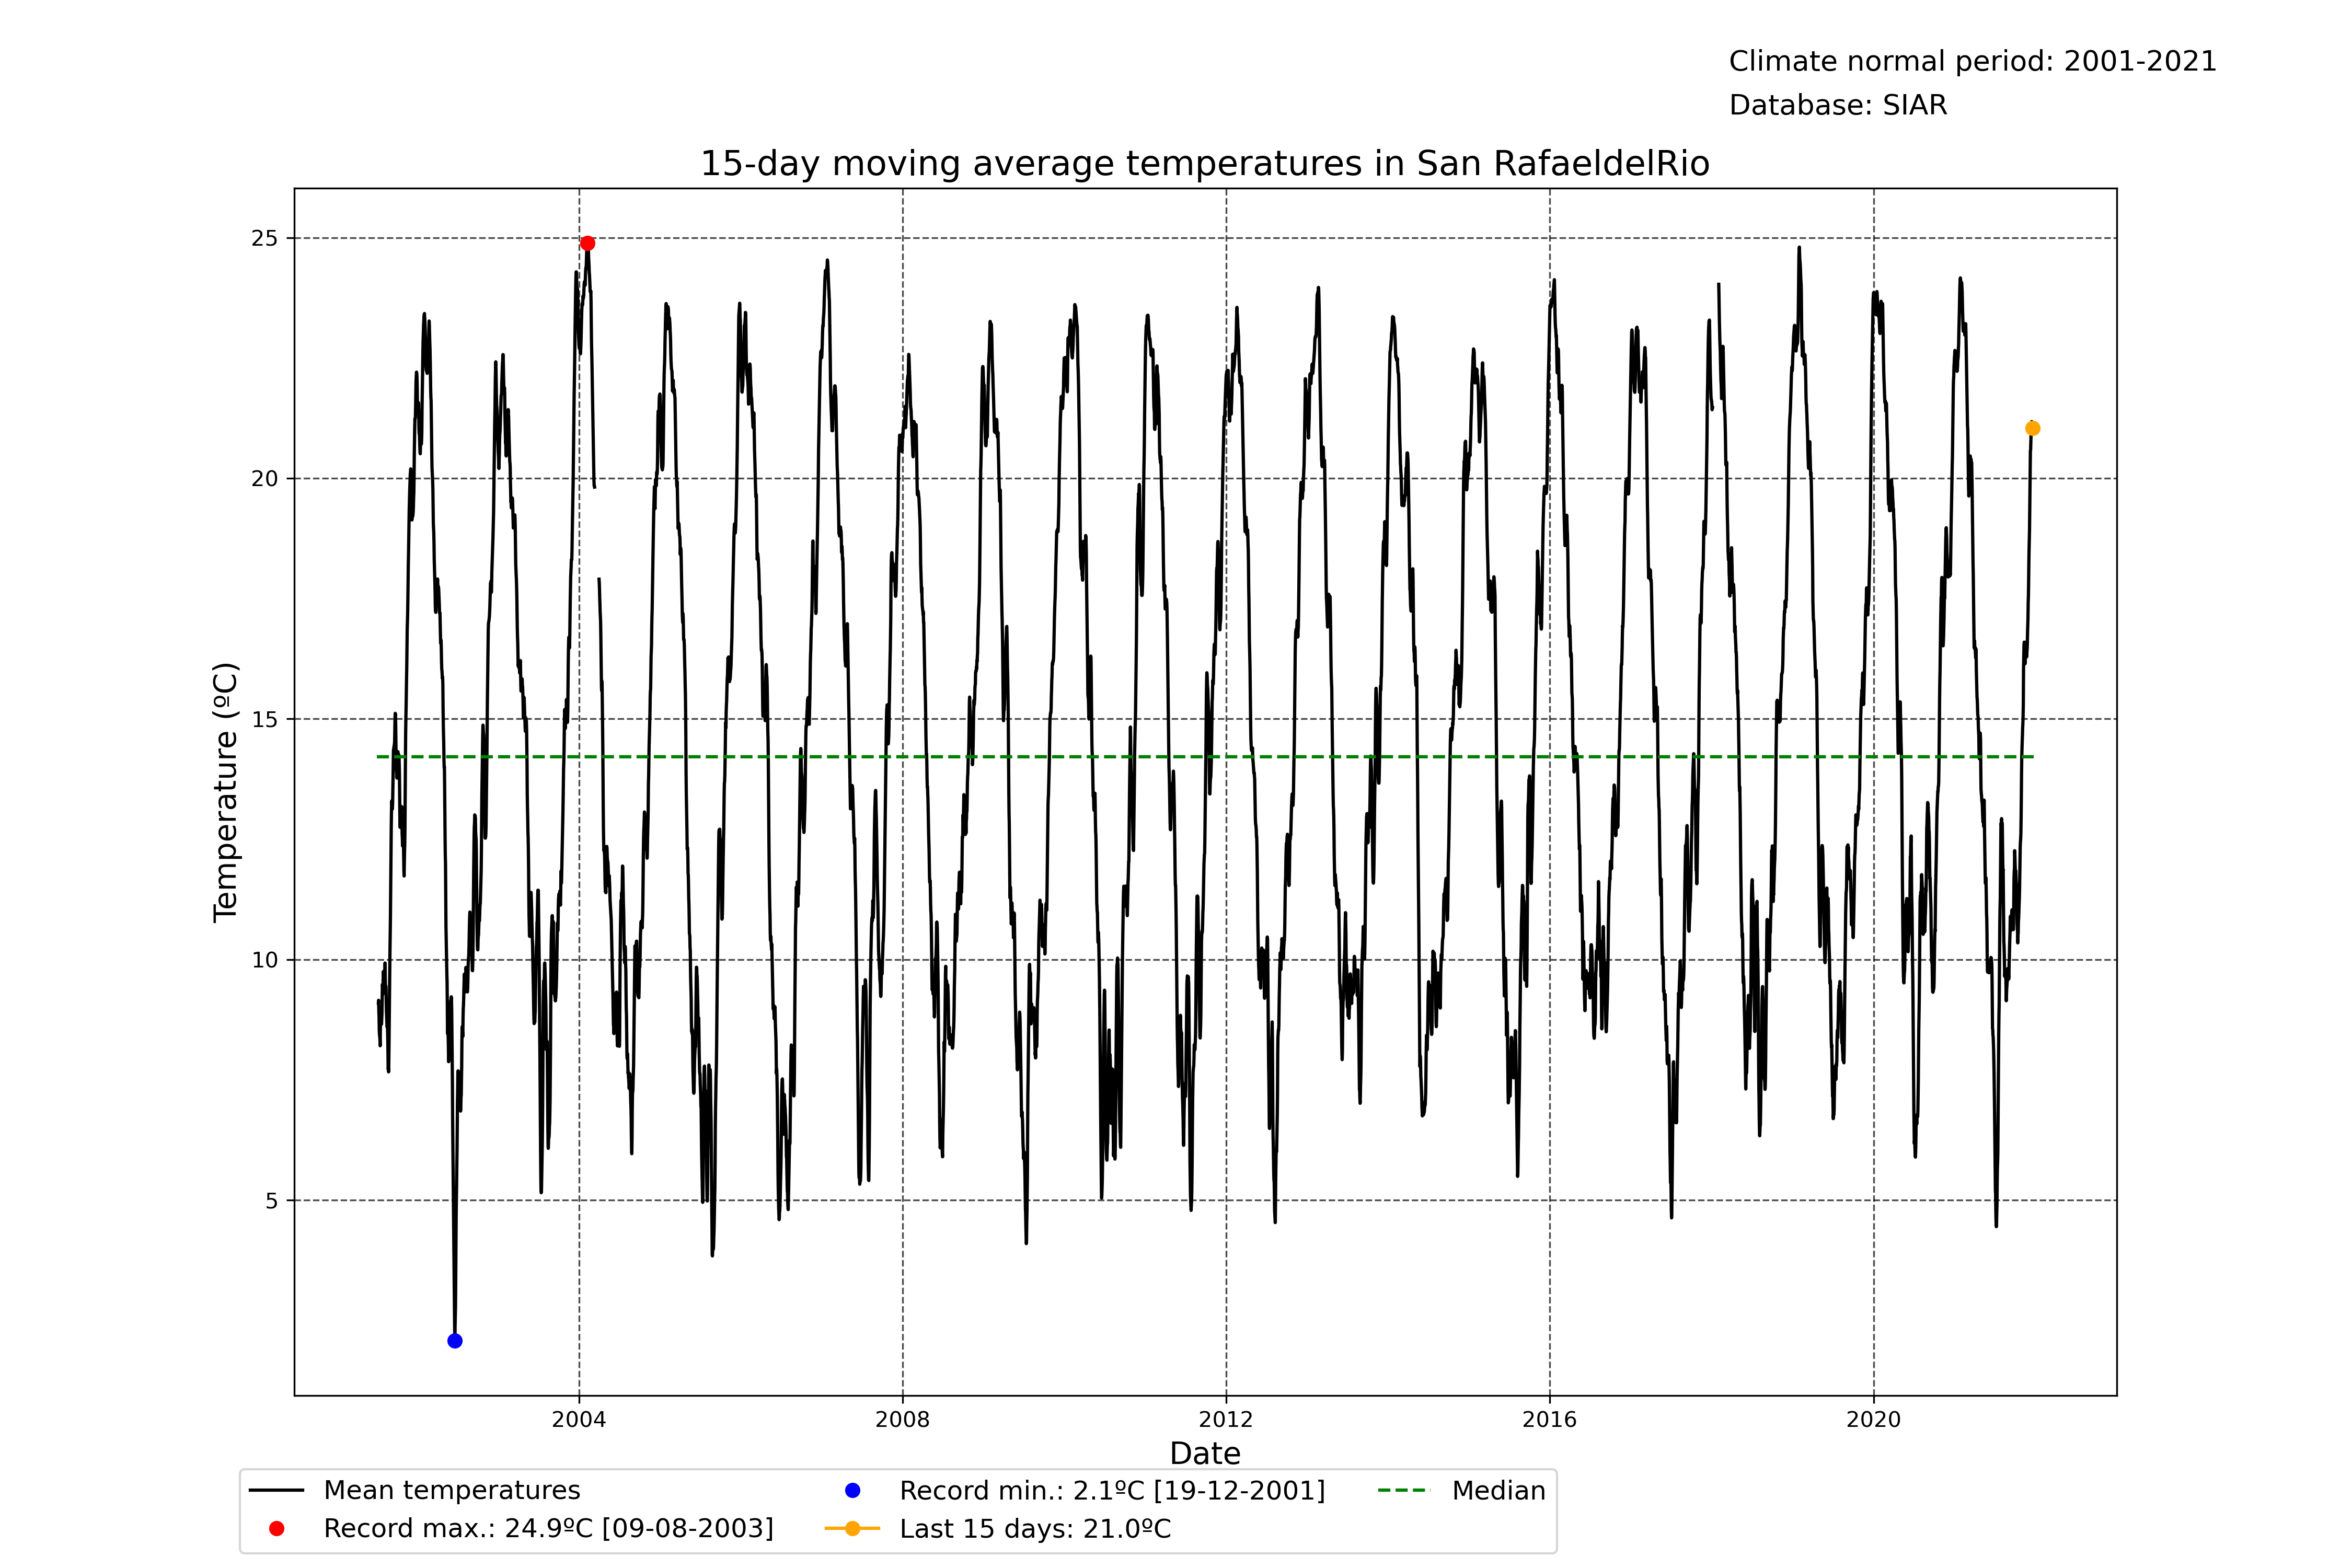 Climate normal period: 2001-2021
Database: SIAR
15-day moving average temperatures in San RafaeldelRio
25
20
15
10
5
Temperature (ºC)
2004
2008
2012
2016
2020
Date
Mean temperatures
Record max.: 24.9ºC [09-08-2003]
Record min.: 2.1ºC [19-12-2001]
Last 15 days: 21.0ºC
Median